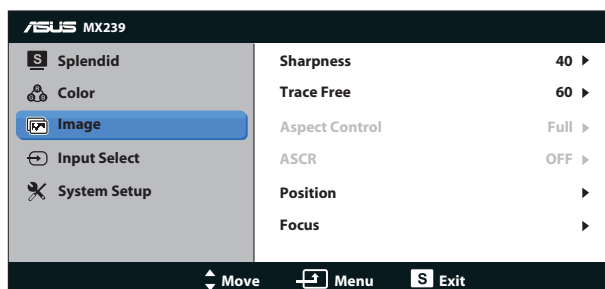 ASUS MX239
S Splendid
Color
Image
Input Select
System Setup
Sharpness 40
Trace Free 60
Aspect Control Full
ASCR OFF
Position
Focus
Move Menu S Exit